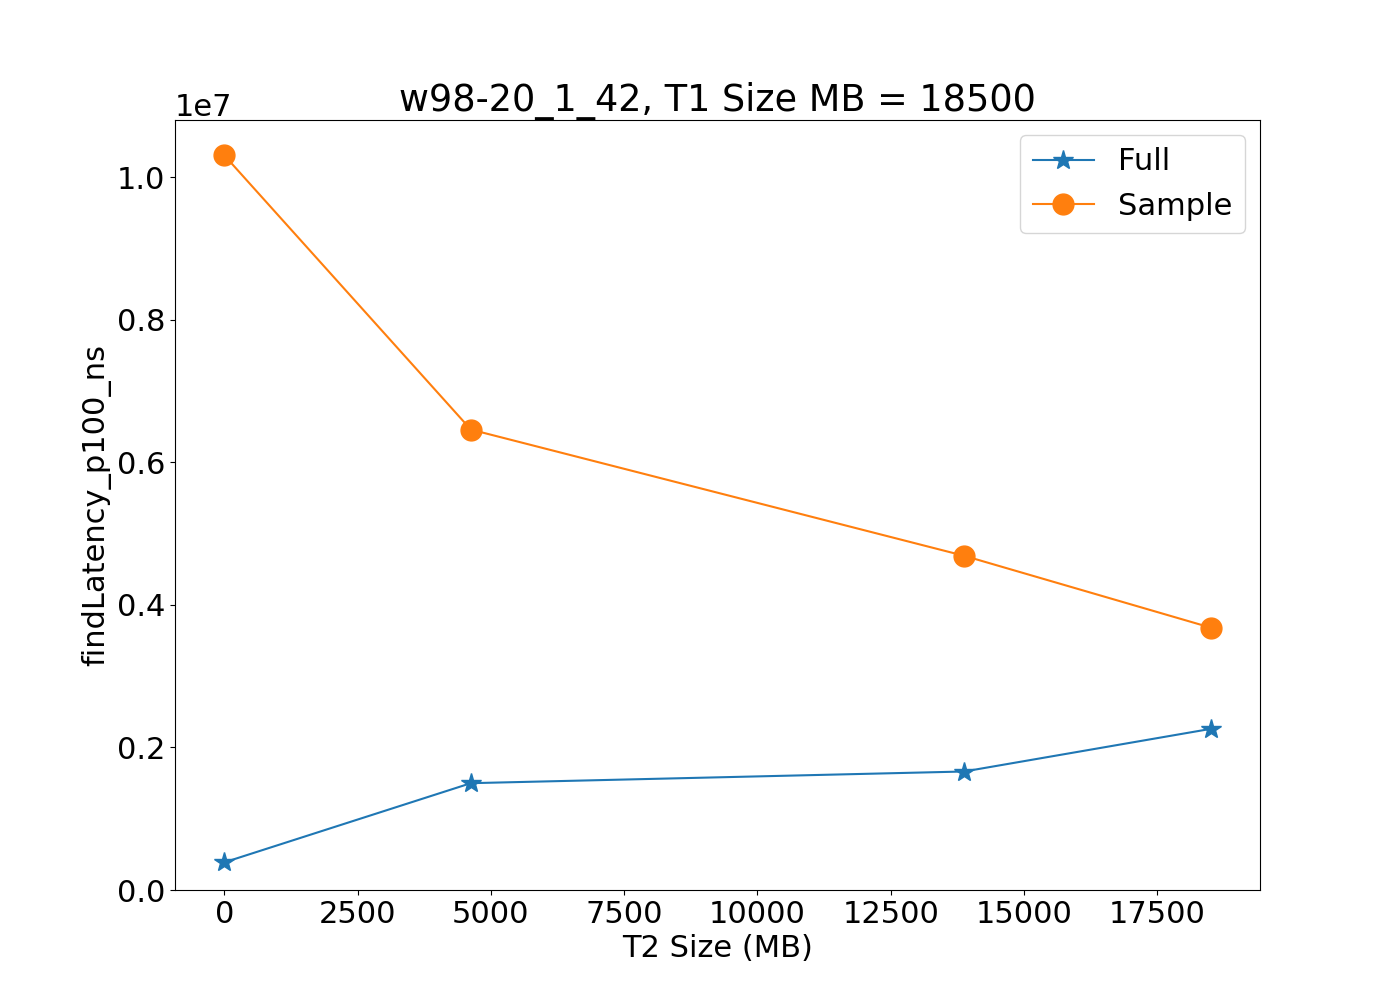 w98-20_1_42, T1 Size MB = 18500
1e7
Full
Sample
1.0
0.8
0.6
0.4
0.2
0.0
findLatency_p100_ns
0 2500 5000 7500 10000 12500 15000 17500
T2 Size (MB)